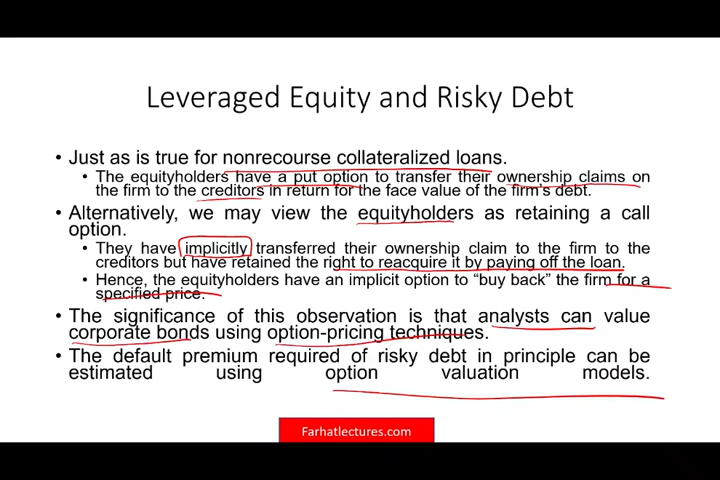 Leveraged Equity and Risky Debt
• Just as is true for nonrecourse collateralized loans.
• The equityholders have a put option to transfer their ownership claims on
the firm to the creditors in return for the face value of the firm's debt.
• Alternatively, we may view the equityholders as retaining a call
option.
• They have implicitly transferred their ownership claim to the firm to the
creditors but have retained the right to reacquire it by paying off the loan.
• Hence, the equityholders have an implicit option to “buy back” the firm for a
specified price.
• The significance of this observation is that analysts can value
corporate bonds using option-pricing techniques.
• The default premium required of risky debt in principle can be
estimated using option valuation models.
Farhatlectures.com